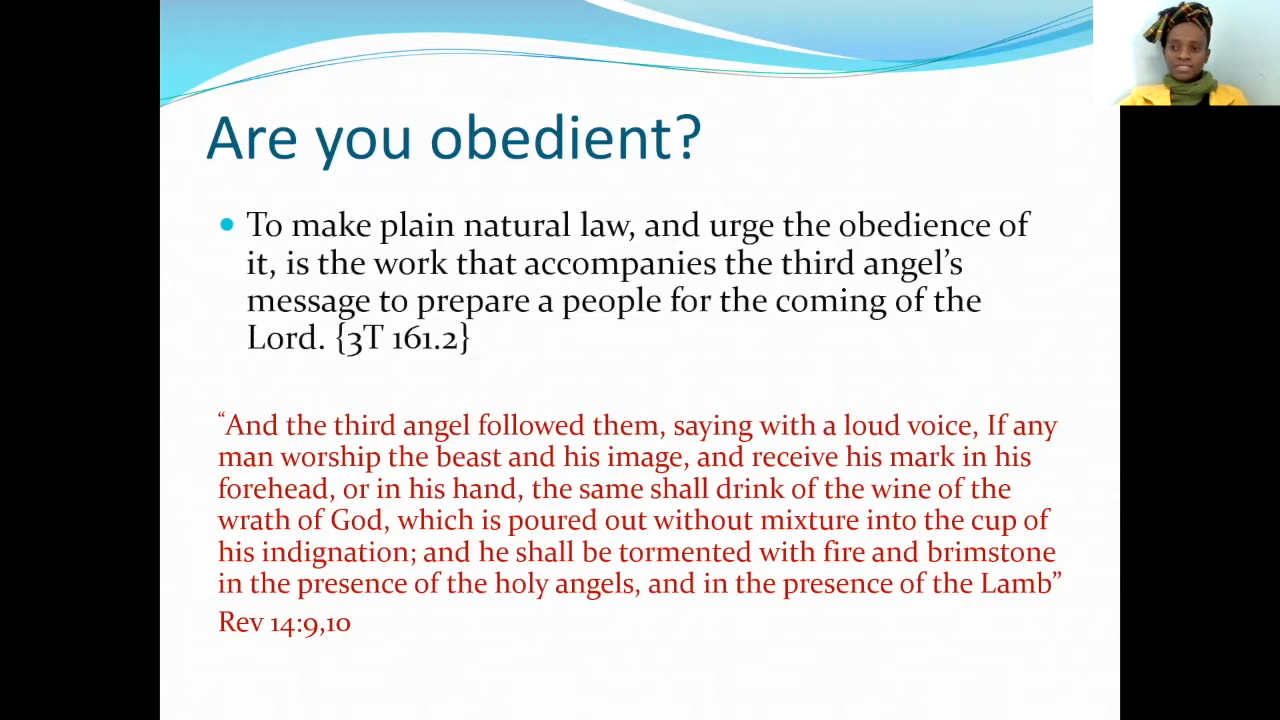 Are you obedient?
To make plain natural law, and urge the obedience of
it, is the work that accompanies the third angel’s
message to prepare a people for the coming of the
Lord. {3T 161.2}
“And the third angel followed them, saying with a loud voice, If any
man worship the beast and his image, and receive his mark in his
forehead, or in his hand, the same shall drink of the wine of the
wrath of God, which is poured out without mixture into the cup of
his indignation; and he shall be tormented with fire and brimstone
in the presence of the holy angels, and in the presence of the Lamb”
Rev 14:9,10